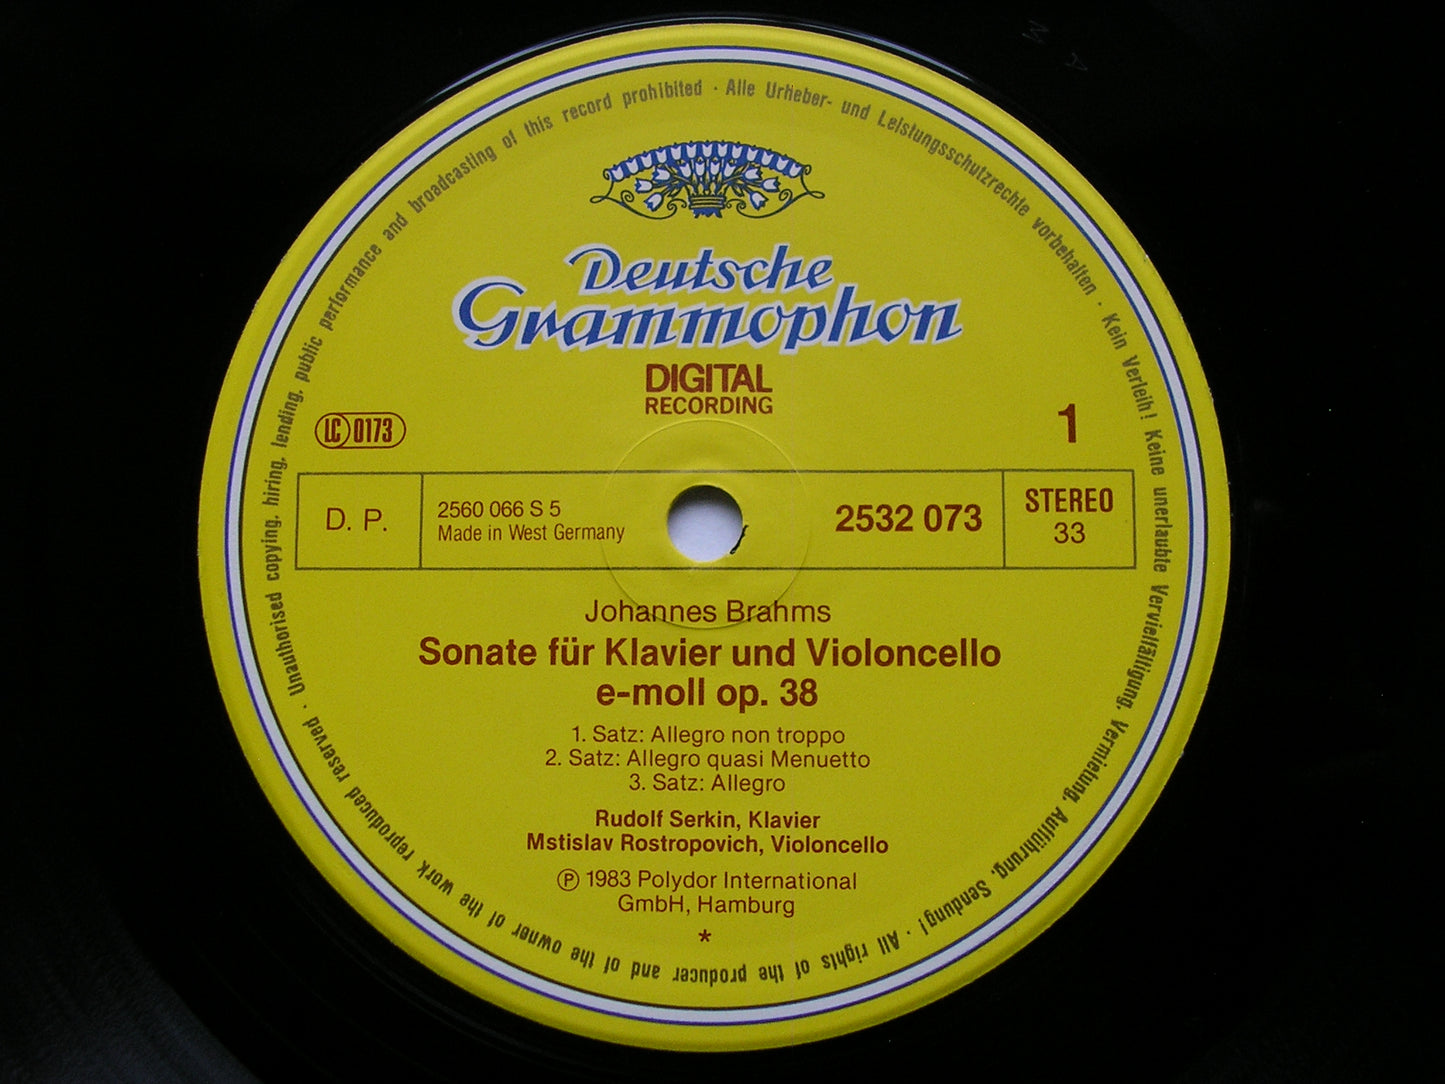 Unauthorised copying, hiring, lending, public performance and broadcasting of this record prohibited · Alle Urheber- und Leistungsschutzrechte vorbehalten · Kein Verleih! Keine unerlaubte Vervielfältigung, Vermietung, Aufführung, Sendung! · All rights of the producer and of the owner of the work reproduced reserved ·
Deutsche
Grammophon
DIGITAL
RECORDING
LC 0173
1
D. P.
2560 066 S 5
Made in West Germany
2532 073
STEREO
33
Johannes Brahms
Sonate für Klavier und Violoncello
e-moll op. 38
1. Satz: Allegro non troppo
2. Satz: Allegro quasi Menuetto
3. Satz: Allegro
Rudolf Serkin, Klavier
Mstislav Rostropovich, Violoncello
Ⓟ 1983 Polydor International
GmbH, Hamburg
*